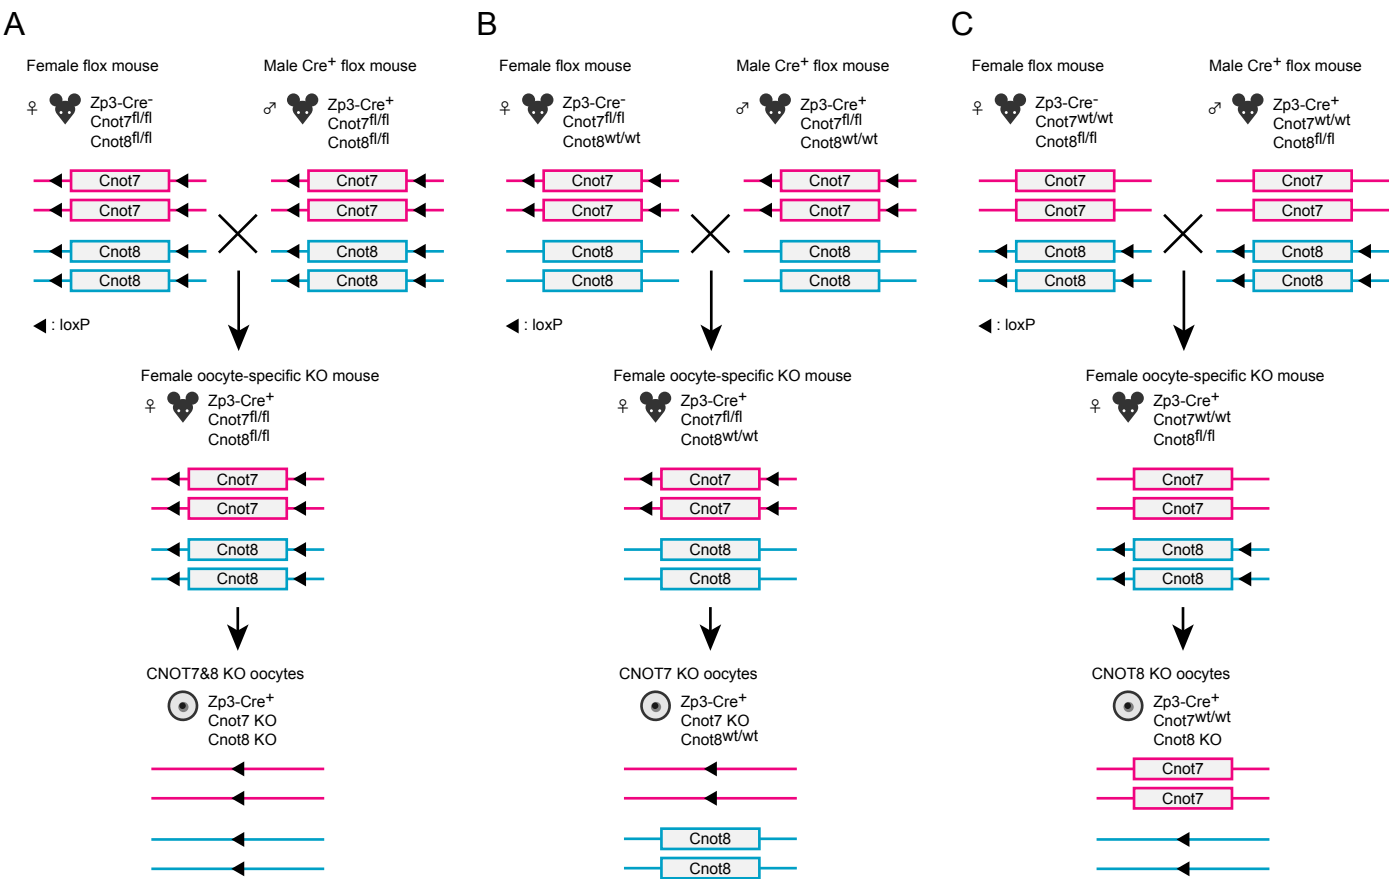 A
Female flox mouse
Male Cre+ flox mouse
♀
Zp3-Cre-
Cnot7fl/fl
Cnot8fl/fl
♂
Zp3-Cre+
Cnot7fl/fl
Cnot8fl/fl
Cnot7
Cnot7
Cnot7
Cnot7
Cnot8
Cnot8
Cnot8
Cnot8
: loxP
Female oocyte-specific KO mouse
♀
Zp3-Cre+
Cnot7fl/fl
Cnot8fl/fl
Cnot7
Cnot7
Cnot8
Cnot8
CNOT7&8 KO oocytes
Zp3-Cre+
Cnot7 KO
Cnot8 KO
B
Female flox mouse
Male Cre+ flox mouse
♀
Zp3-Cre-
Cnot7fl/fl
Cnot8wt/wt
♂
Zp3-Cre+
Cnot7fl/fl
Cnot8wt/wt
Cnot7
Cnot7
Cnot7
Cnot7
Cnot8
Cnot8
Cnot8
Cnot8
: loxP
Female oocyte-specific KO mouse
♀
Zp3-Cre+
Cnot7fl/fl
Cnot8wt/wt
Cnot7
Cnot7
Cnot8
Cnot8
CNOT7 KO oocytes
Zp3-Cre+
Cnot7 KO
Cnot8wt/wt
Cnot8
Cnot8
C
Female flox mouse
Male Cre+ flox mouse
♀
Zp3-Cre-
Cnot7wt/wt
Cnot8fl/fl
♂
Zp3-Cre+
Cnot7wt/wt
Cnot8fl/fl
Cnot7
Cnot7
Cnot7
Cnot7
Cnot8
Cnot8
Cnot8
Cnot8
: loxP
Female oocyte-specific KO mouse
♀
Zp3-Cre+
Cnot7wt/wt
Cnot8fl/fl
Cnot7
Cnot7
Cnot8
Cnot8
CNOT8 KO oocytes
Zp3-Cre+
Cnot7wt/wt
Cnot8 KO
Cnot7
Cnot7